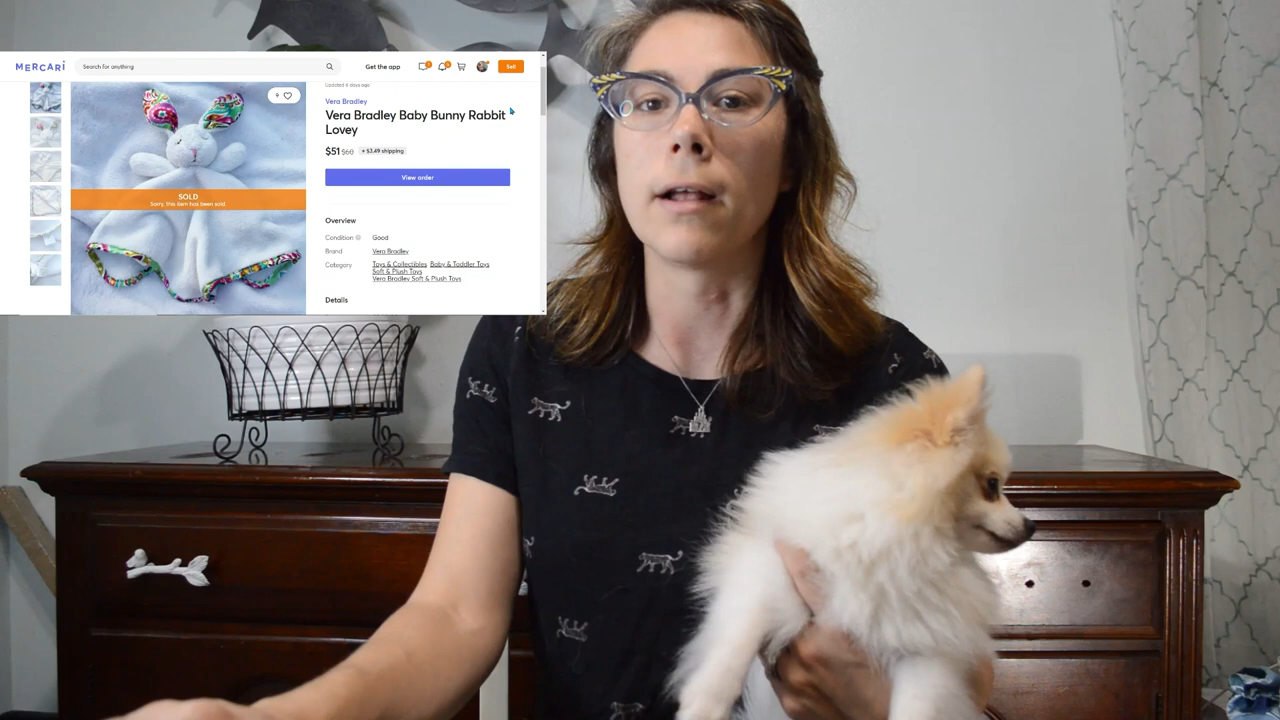 MERCARI
Search for anything
Get the app
Sell
Updated 6 days ago
9
Vera Bradley
Vera Bradley Baby Bunny Rabbit
Lovey
$51 $60 + $3.49 shipping
View order
SOLD
Sorry, this item has been sold
Overview
Condition Good
Brand Vera Bradley
Category Toys & Collectibles Baby & Toddler Toys
Soft & Plush Toys
Vera Bradley Soft & Plush Toys
Details